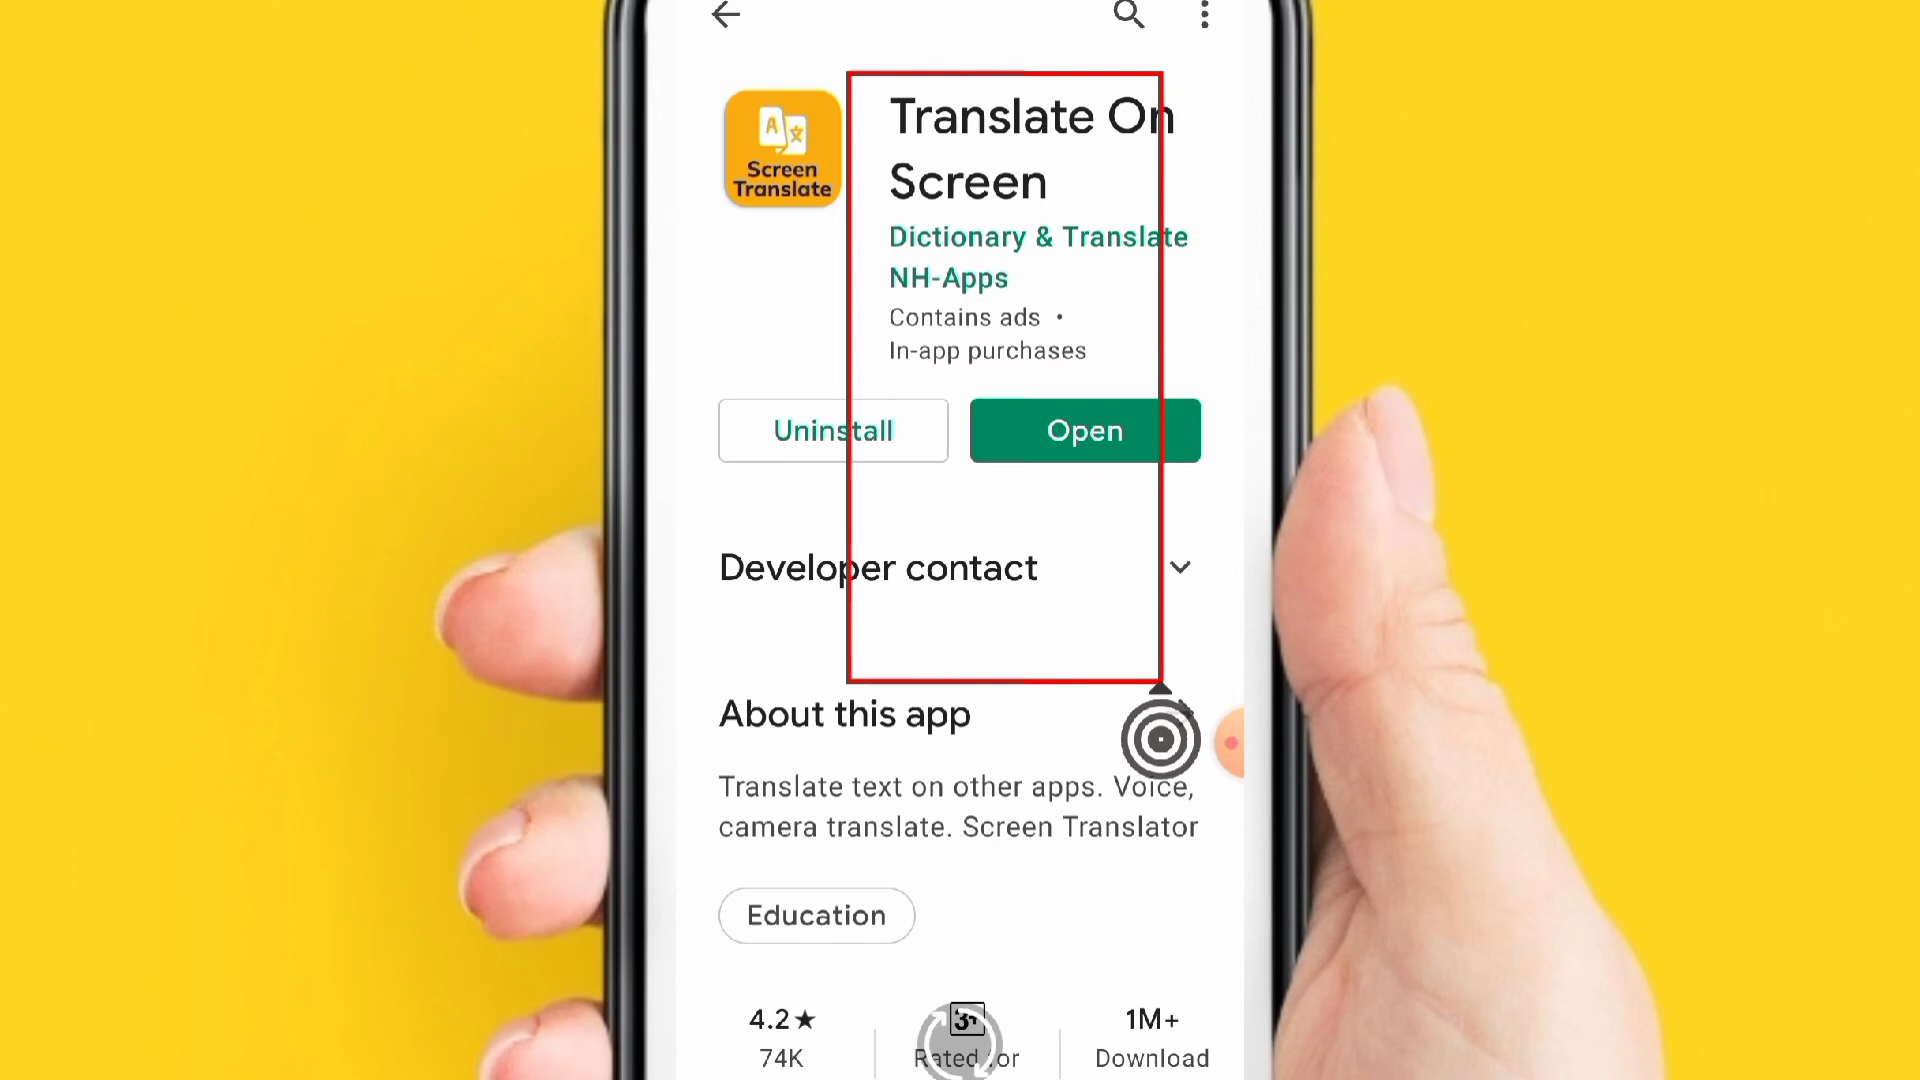 Translate On
Screen
Screen
Translate
Dictionary & Translate
NH-Apps
Contains ads •
In-app purchases
Uninstall
Open
Developer contact
About this app
Translate text on other apps. Voice,
camera translate. Screen Translator
Education
4.2★
3+
1M+
74K
Rated for
Download